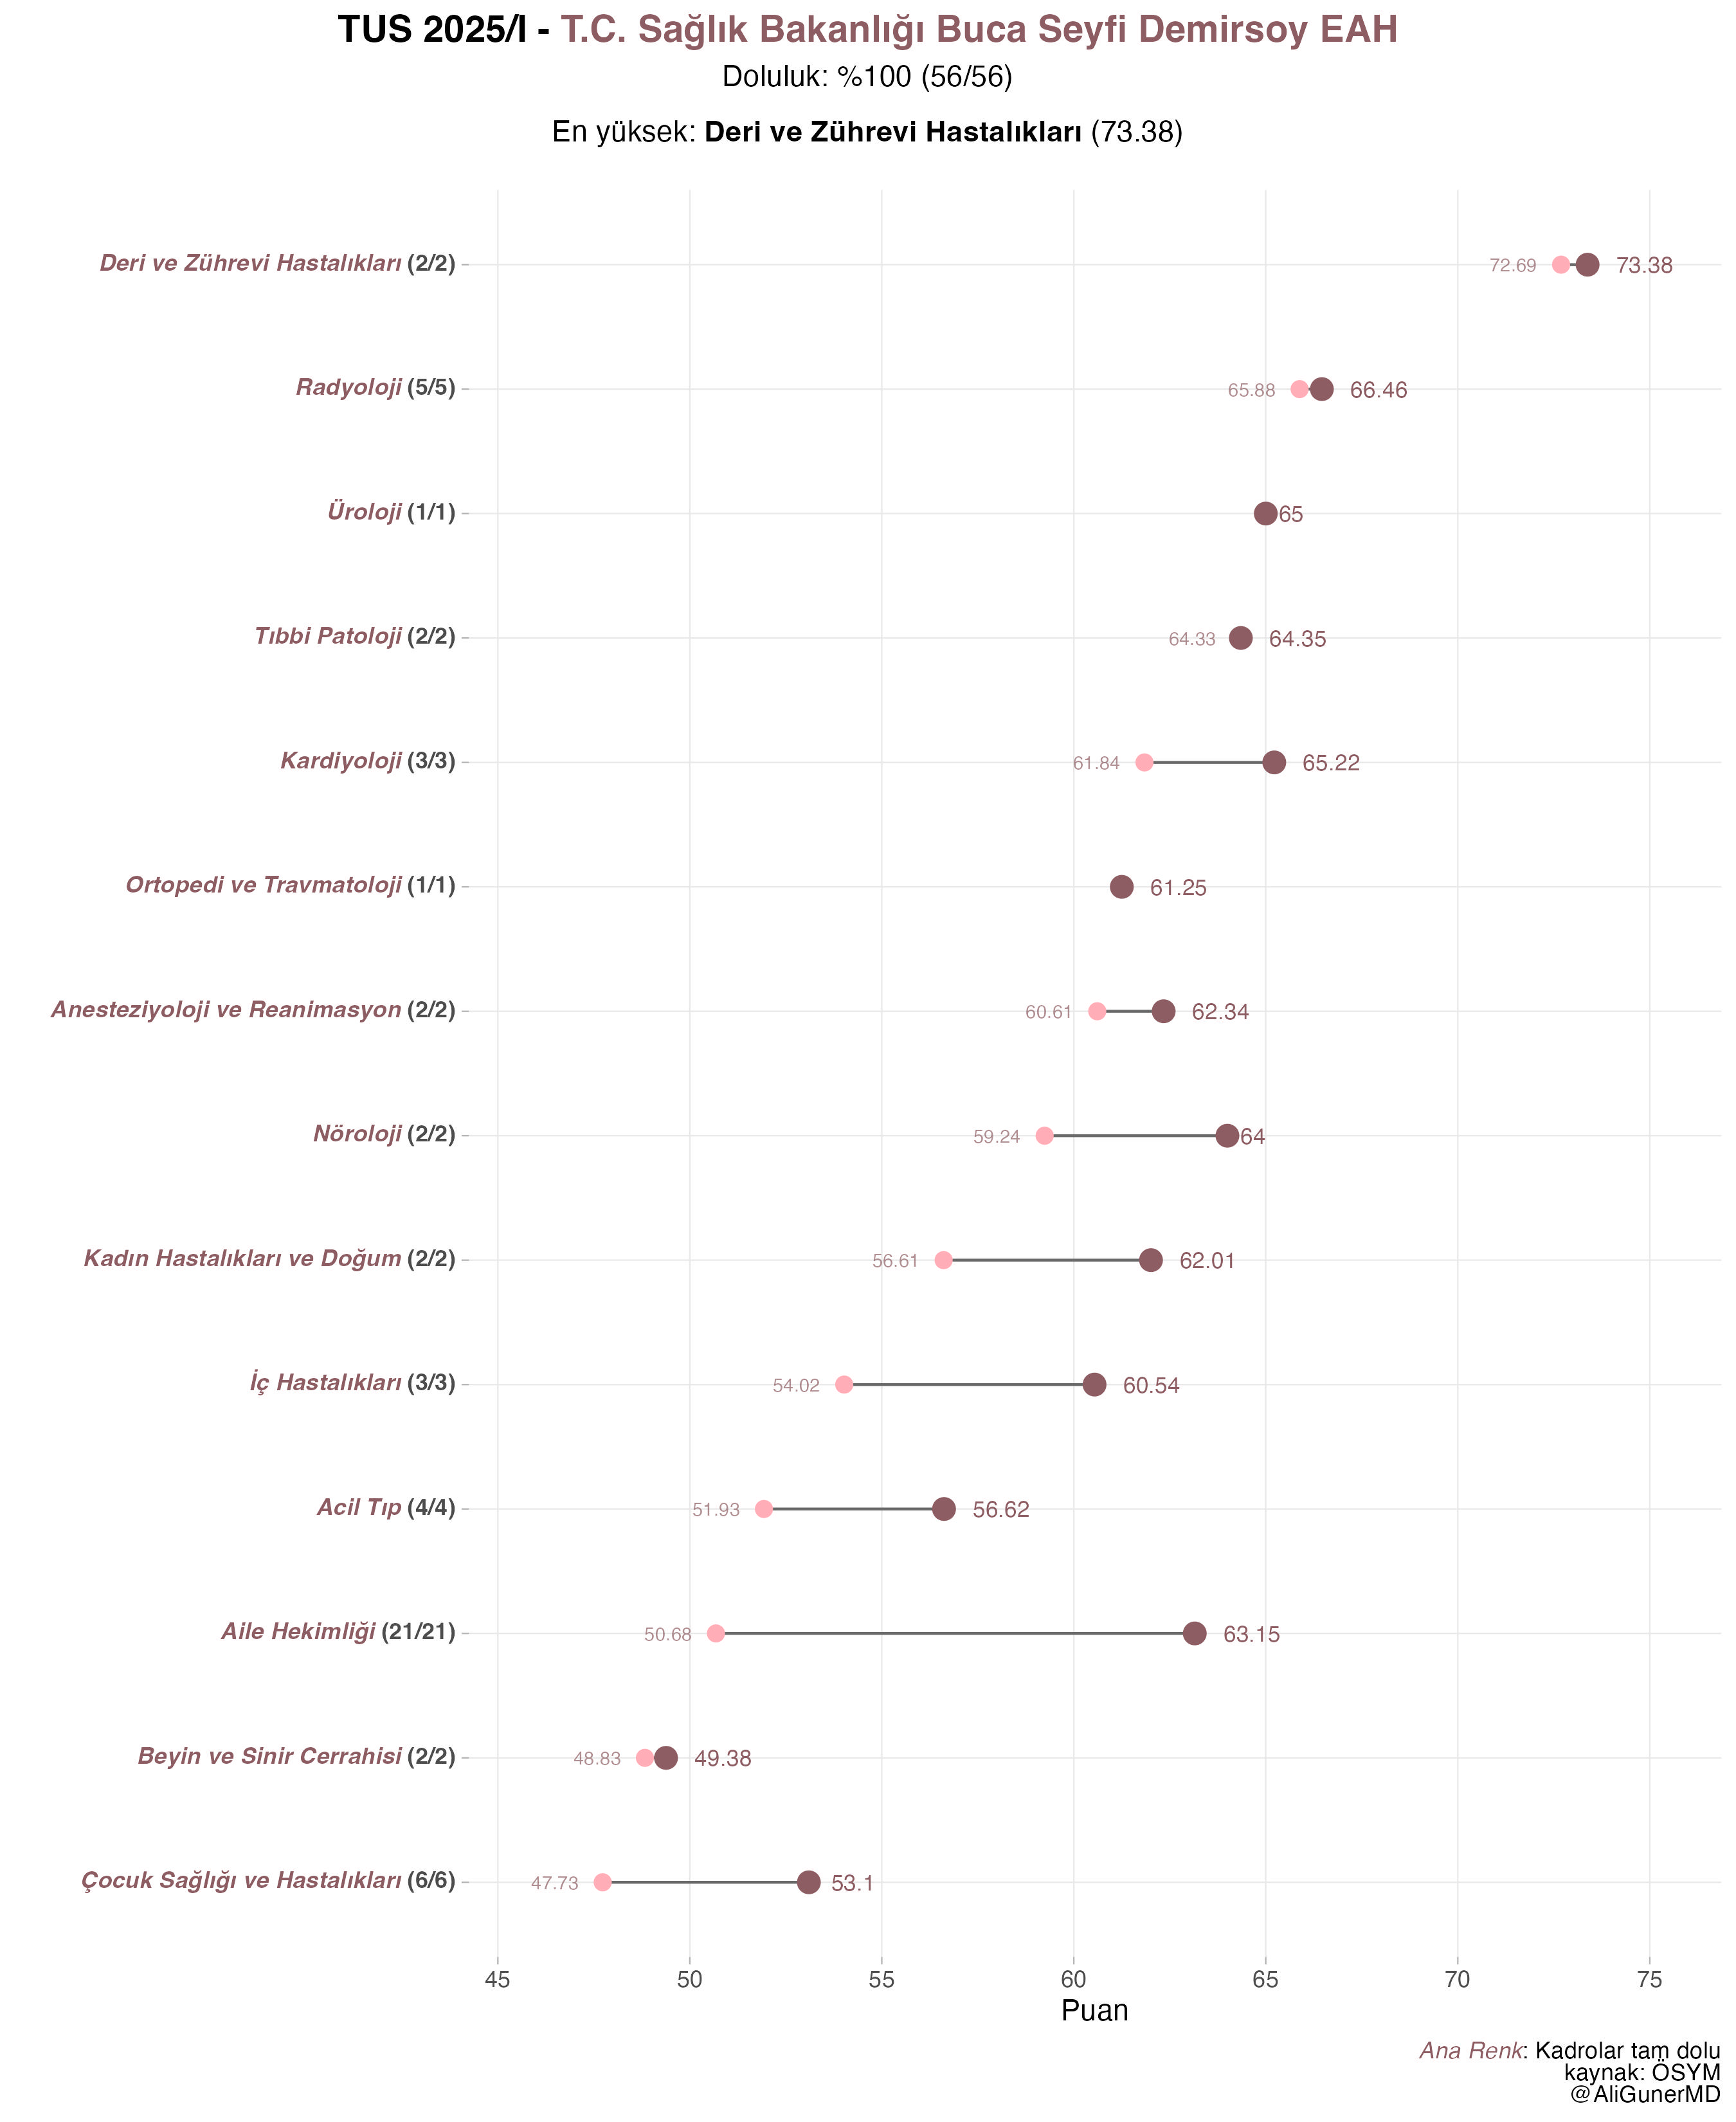 TUS 2025/I - T.C. Sağlık Bakanlığı Buca Seyfi Demirsoy EAH
Doluluk: %100 (56/56)
En yüksek: Deri ve Zührevi Hastalıkları (73.38)
Deri ve Zührevi Hastalıkları (2/2) 72.69 73.38
Radyoloji (5/5) 65.88 66.46
Üroloji (1/1) 65
Tıbbi Patoloji (2/2) 64.33 64.35
Kardiyoloji (3/3) 61.84 65.22
Ortopedi ve Travmatoloji (1/1) 61.25
Anesteziyoloji ve Reanimasyon (2/2) 60.61 62.34
Nöroloji (2/2) 59.24 64
Kadın Hastalıkları ve Doğum (2/2) 56.61 62.01
İç Hastalıkları (3/3) 54.02 60.54
Acil Tıp (4/4) 51.93 56.62
Aile Hekimliği (21/21) 50.68 63.15
Beyin ve Sinir Cerrahisi (2/2) 48.83 49.38
Çocuk Sağlığı ve Hastalıkları (6/6) 47.73 53.1
45 50 55 60 65 70 75
Puan
Ana Renk: Kadrolar tam dolu
kaynak: ÖSYM
@AliGunerMD